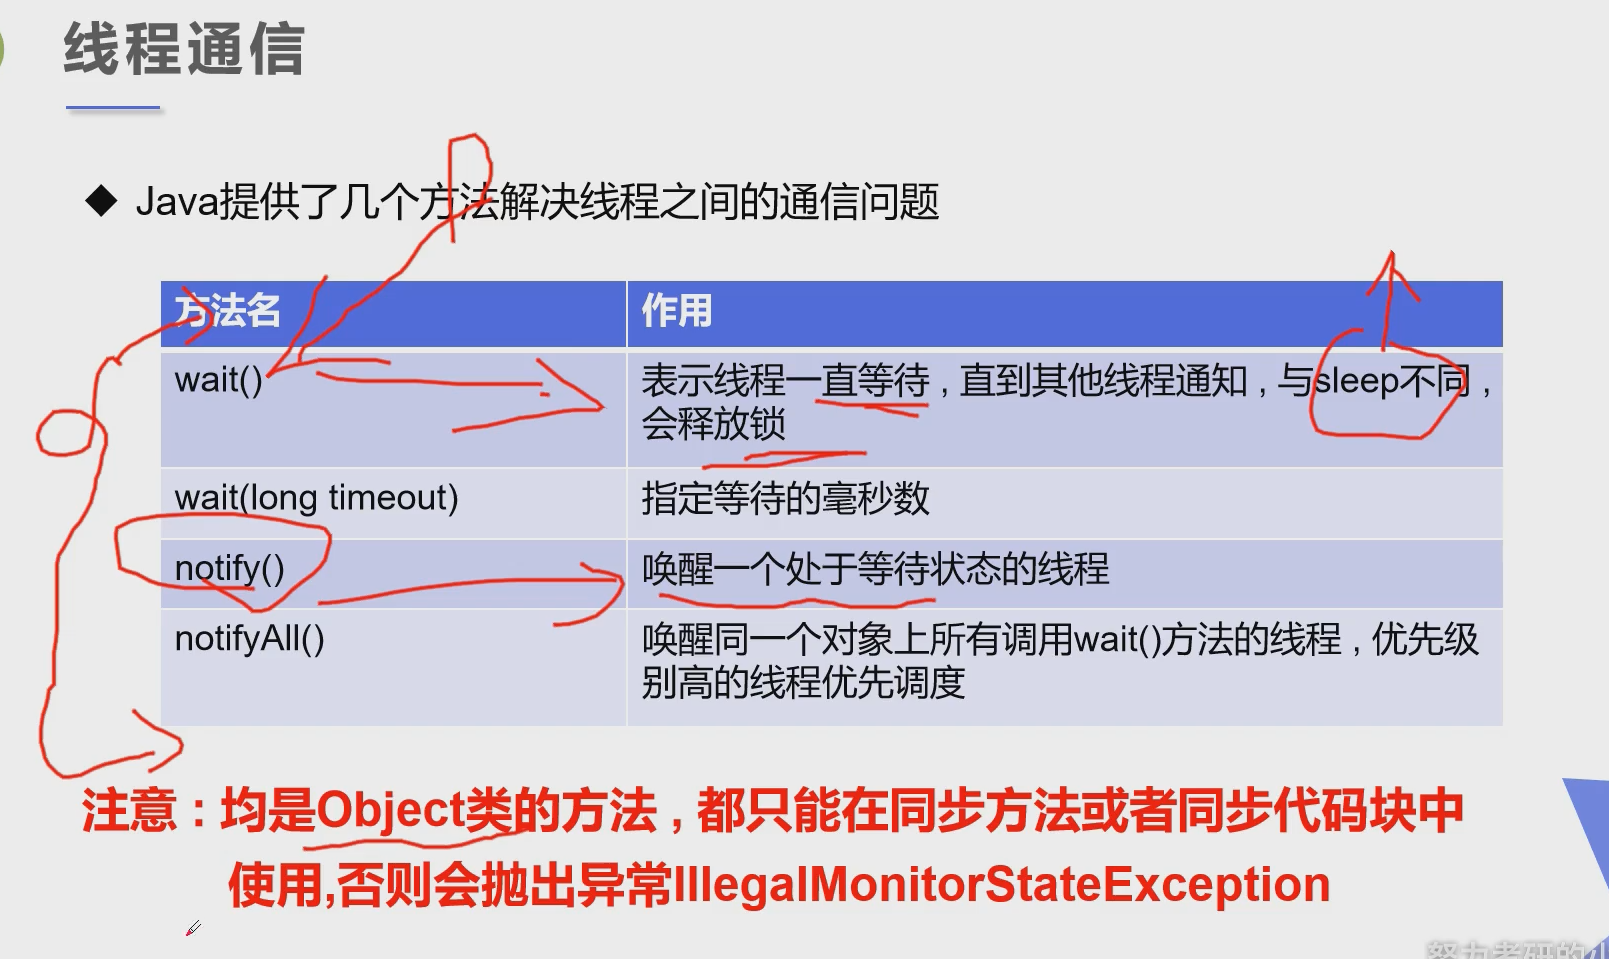 线程通信
Java提供了几个方法解决线程之间的通信问题
方法名 作用
wait() 表示线程一直等待,直到其他线程通知,与sleep不同,
会释放锁
wait(long timeout) 指定等待的毫秒数
notify() 唤醒一个处于等待状态的线程
notifyAll() 唤醒同一个对象上所有调用wait()方法的线程,优先级
别高的线程优先调度
注意:均是Object类的方法,都只能在同步方法或者同步代码块中
使用,否则会抛出异常IllegalMonitorStateException
努力考研的小